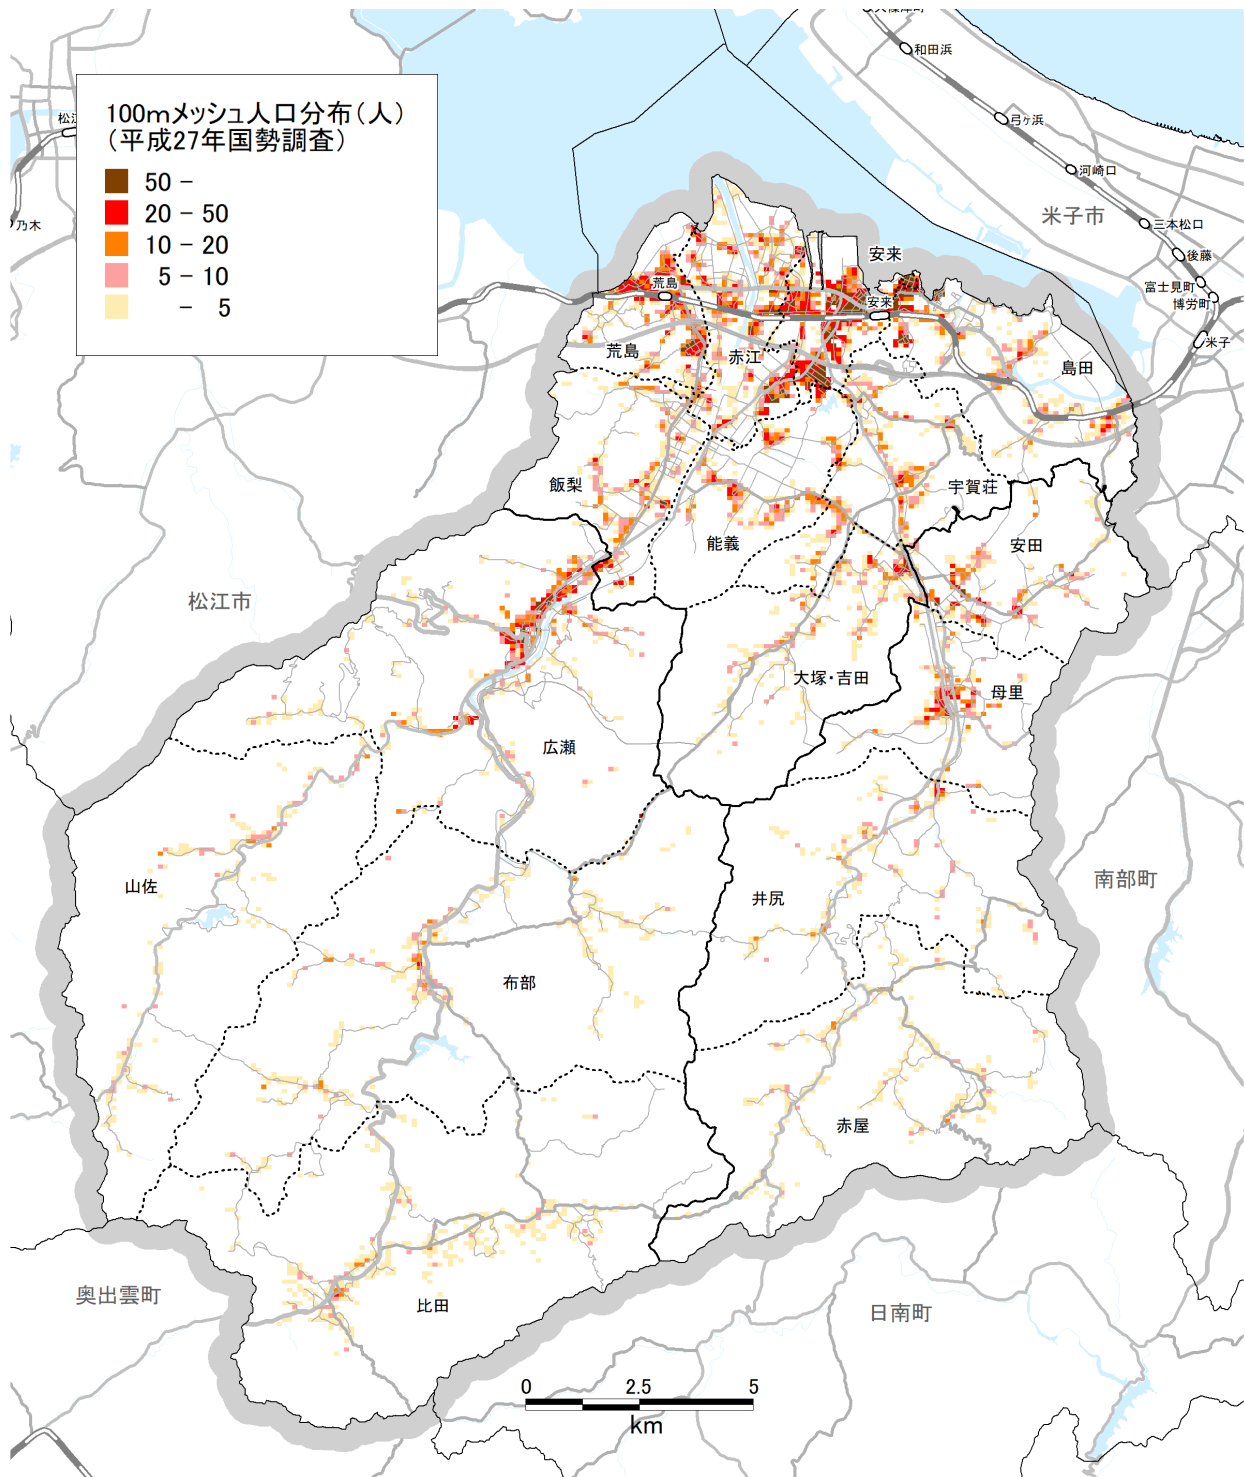 和田浜
100mメッシュ人口分布(人)
(平成27年国勢調査)
50 -
20 - 50
10 - 20
5 - 10
- 5
弓ヶ浜
河崎口
米子市
三本松口
後藤
富士見町
博労町
米子
乃木
安来
荒島
安来
荒島
赤江
島田
飯梨
宇賀荘
能義
安田
松江市
大塚・吉田
母里
広瀬
山佐
井尻
南部町
布部
赤屋
奥出雲町
比田
日南町
0 2.5 5
km